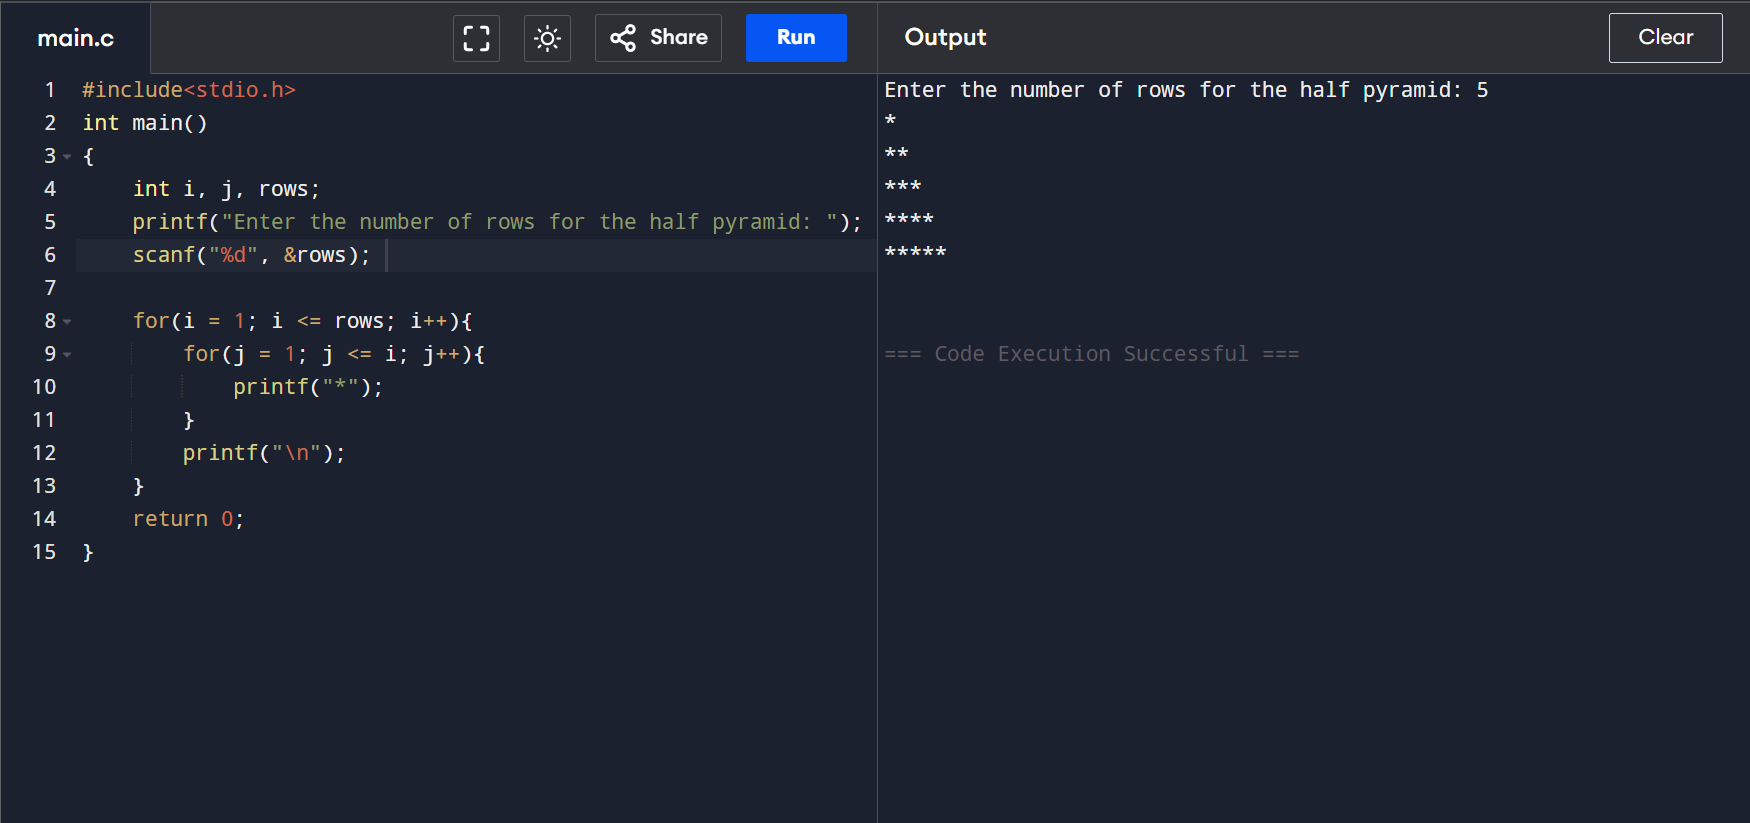 main.c
Share
Run
Output
Clear
1 #include<stdio.h>
2 int main()
3 {
4     int i, j, rows;
5     printf("Enter the number of rows for the half pyramid: ");
6     scanf("%d", &rows);
7
8     for(i = 1; i <= rows; i++){
9         for(j = 1; j <= i; j++){
10             printf("*");
11         }
12         printf("\n");
13     }
14     return 0;
15 }
Enter the number of rows for the half pyramid: 5
*
**
***
****
*****
=== Code Execution Successful ===